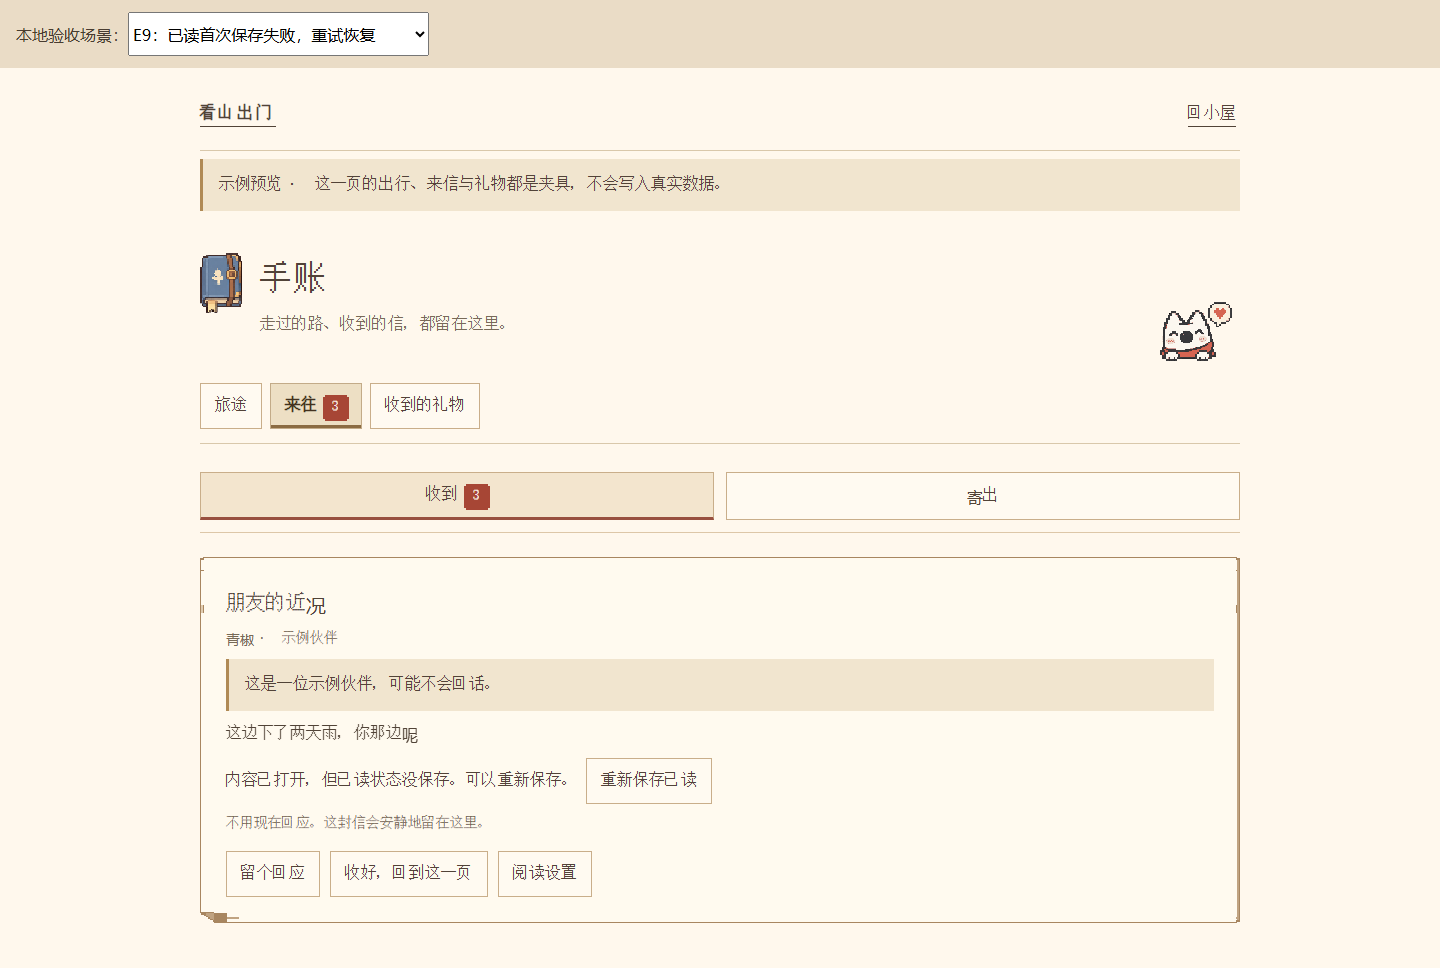 本地验收场景： E9：已读首次保存失败，重试恢复
看山出门 回小屋
示例预览 · 这一页的出行、来信与礼物都是夹具，不会写入真实数据。
手账
走过的路、收到的信，都留在这里。
旅途 来往 3 收到的礼物
收到 3 寄出
朋友的近况
青椒 · 示例伙伴
这是一位示例伙伴，可能不会回话。
这边下了两天雨，你那边呢
内容已打开，但已读状态没保存。可以重新保存。 重新保存已读
不用现在回应。这封信会安静地留在这里。
留个回应 收好，回到这一页 阅读设置